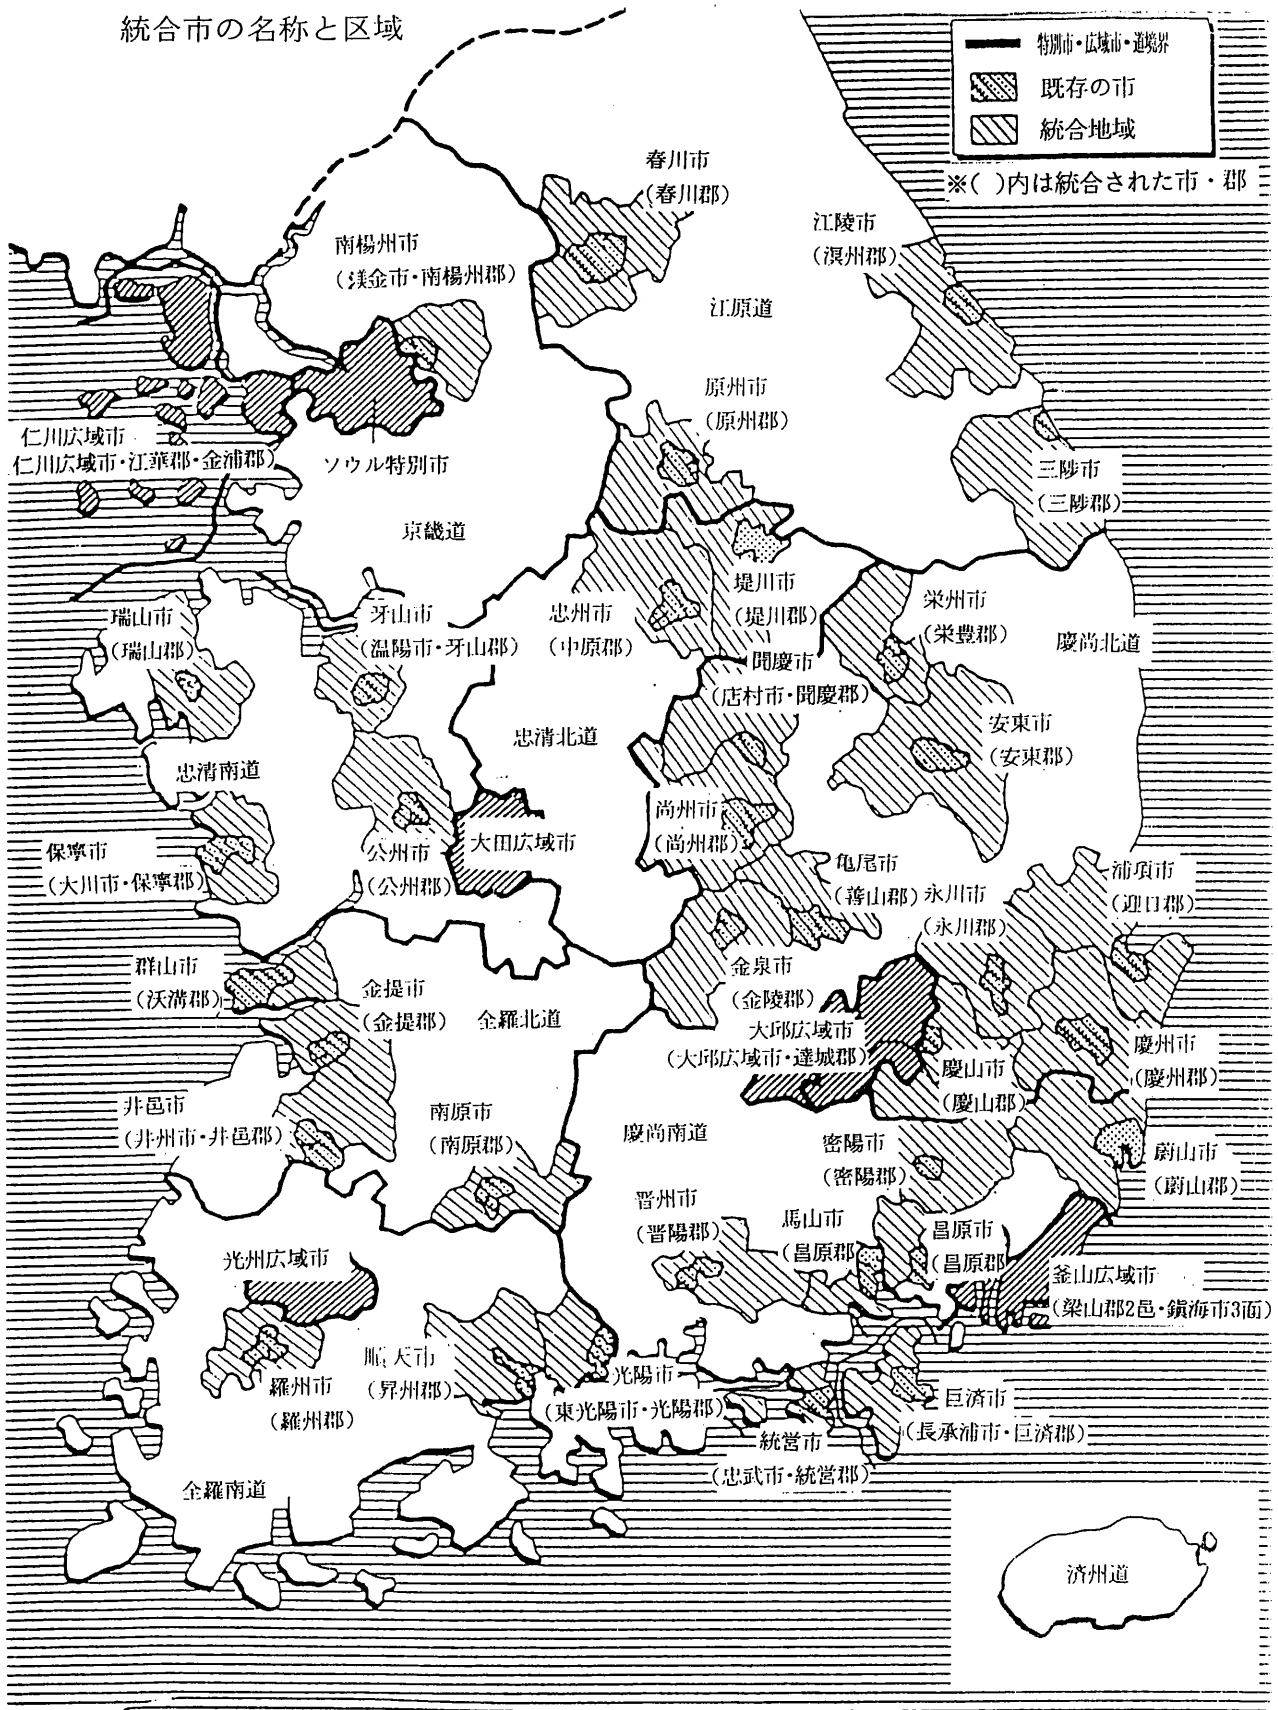 統合市の名称と区域
特別市・広域市・道境界
既存の市
統合地域
※( )内は統合された市・郡
春川市
(春川郡)
江陵市
(溟州郡)
南楊州市
(渼金市・南楊州郡)
江原道
原州市
(原州郡)
仁川広域市
仁川広域市・江華郡・金浦郡)
ソウル特別市
三陟市
(三陟郡)
京畿道
堤川市
(堤川郡)
瑞山市
(瑞山郡)
牙山市
(温陽市・牙山郡)
忠州市
(中原郡)
栄州市
(栄豊郡)
慶尚北道
聞慶市
(店村市・聞慶郡)
安東市
(安東郡)
忠清北道
忠清南道
尚州市
(尚州郡)
保寧市
(大川市・保寧郡)
公州市
(公州郡)
大田広域市
亀尾市
(善山郡)
永川市
(永川郡)
浦項市
(迎日郡)
群山市
(沃溝郡)
金提市
(金提郡)
全羅北道
金泉市
(金陵郡)
大邱広域市
(大邱広域市・達城郡)
慶山市
(慶山郡)
慶州市
(慶州郡)
井邑市
(井州市・井邑郡)
南原市
(南原郡)
慶尚南道
密陽市
(密陽郡)
蔚山市
(蔚山郡)
晋州市
(晋陽郡)
馬山市
(昌原郡
昌原市
(昌原郡
光州広域市
釜山広域市
(梁山郡2邑・鎮海市3面)
羅州市
(羅州郡)
順天市
(昇州郡)
光陽市
(東光陽市・光陽郡)
巨済市
(長承浦市・巨済郡)
統営市
(忠武市・統営郡)
全羅南道
済州道